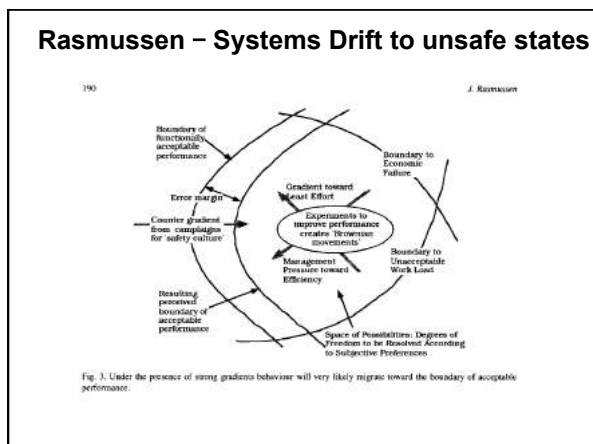 Rasmussen – Systems Drift to unsafe states
190
J. Rasmussen
Boundary of
functionally
acceptable
performance
Boundary to
Economic
Failure
Error margin
Gradient toward
Least Effort
Counter gradient
from campaigns
for 'safety culture'
Experiments to
improve performance
creates 'Brownian
movements'
Management
Pressure toward
Efficiency
Boundary to
Unacceptable
Work Load
Resulting
perceived
boundary of
acceptable
performance
Space of Possibilities: Degrees of
Freedom to be Resolved According
to Subjective Preferences
Fig. 3. Under the presence of strong gradients behaviour will very likely migrate toward the boundary of acceptable
performance.